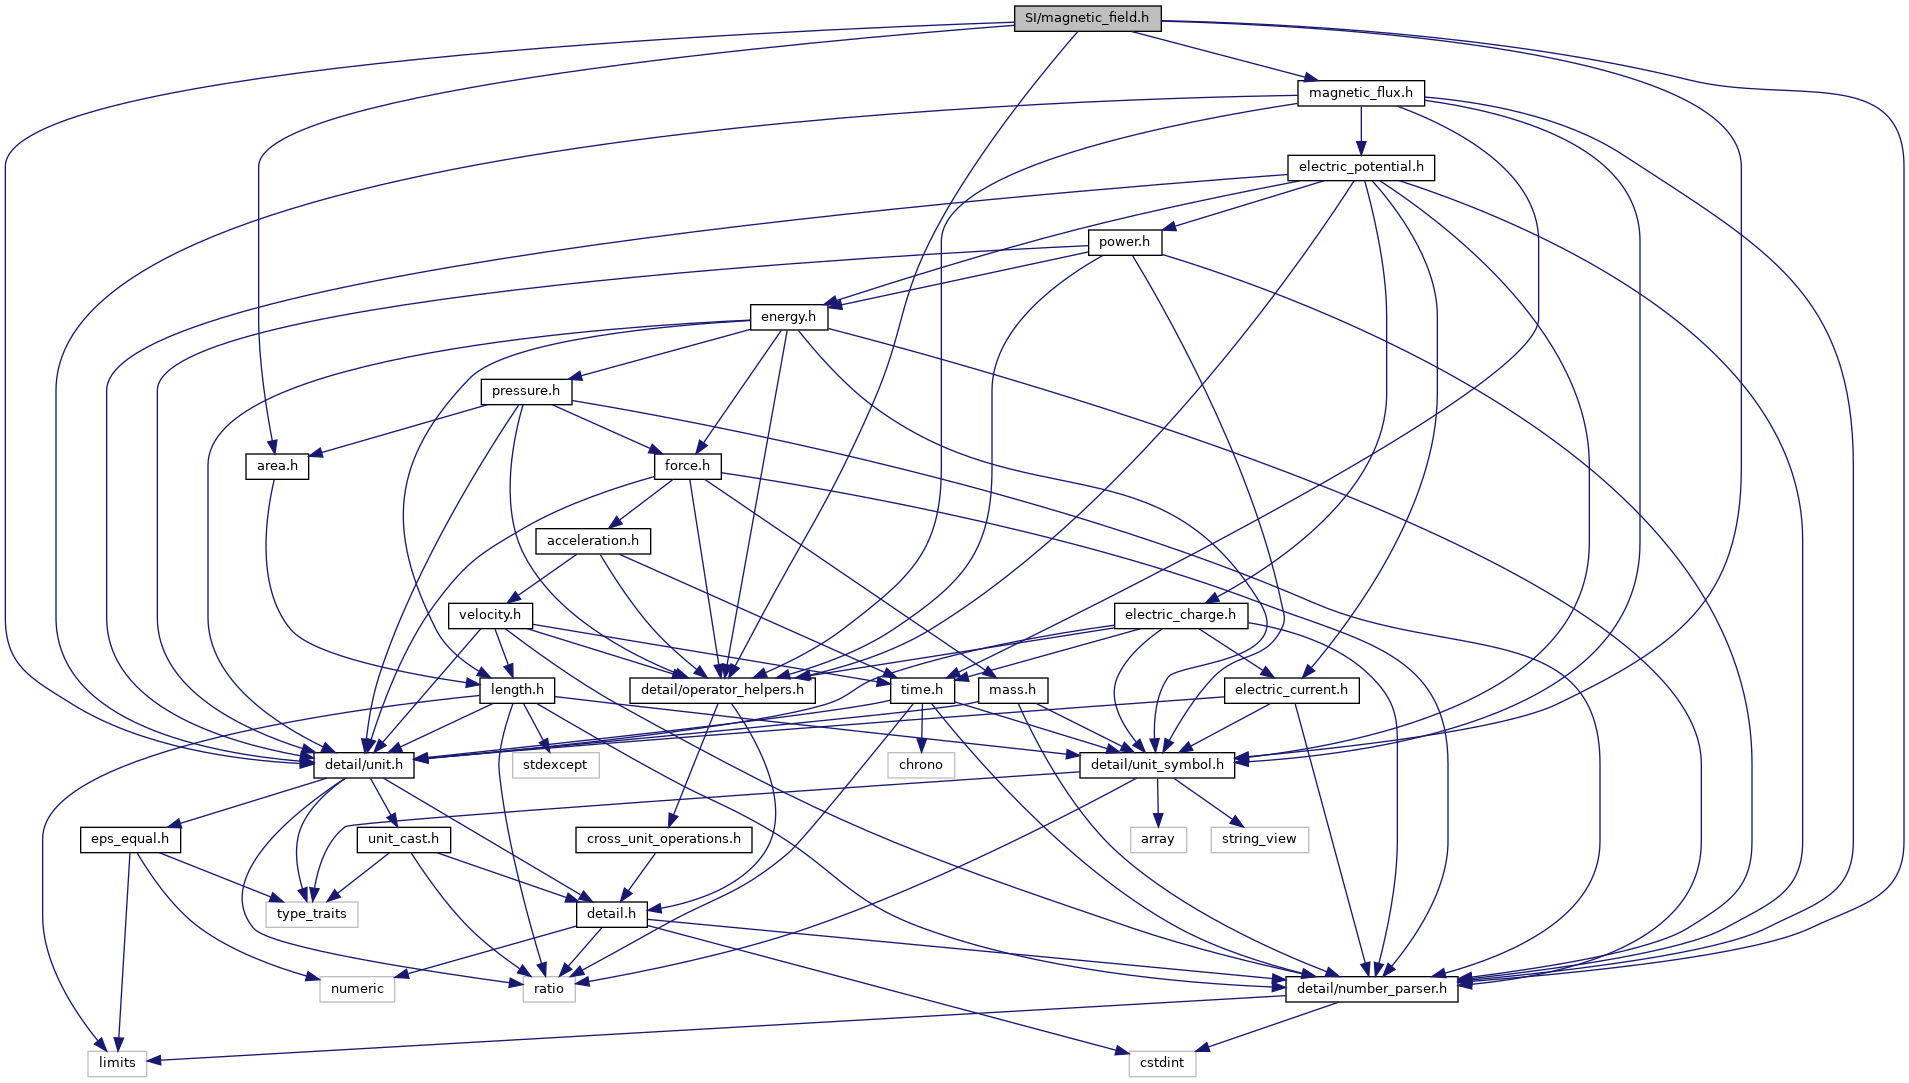 SI/magnetic_field.h
magnetic_flux.h
electric_potential.h
power.h
energy.h
pressure.h
area.h
force.h
acceleration.h
velocity.h
electric_charge.h
length.h
detail/operator_helpers.h
time.h
mass.h
electric_current.h
detail/unit.h
stdexcept
chrono
detail/unit_symbol.h
eps_equal.h
unit_cast.h
cross_unit_operations.h
array
string_view
type_traits
detail.h
numeric
ratio
detail/number_parser.h
limits
cstdint